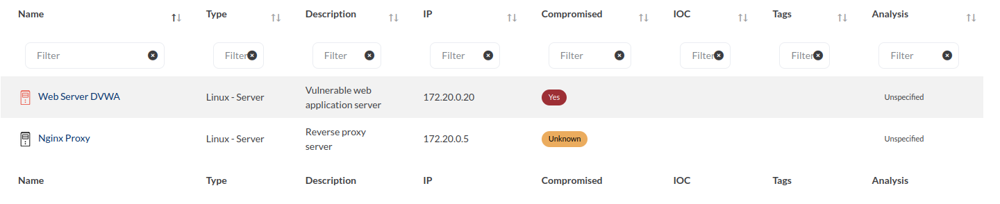 Name Type Description IP Compromised IOC Tags Analysis
Filter Filter Filter Filter Filter Filter Filter Filter
Web Server DVWA Linux - Server Vulnerable web application server 172.20.0.20 Yes Unspecified
Nginx Proxy Linux - Server Reverse proxy server 172.20.0.5 Unknown Unspecified
Name Type Description IP Compromised IOC Tags Analysis